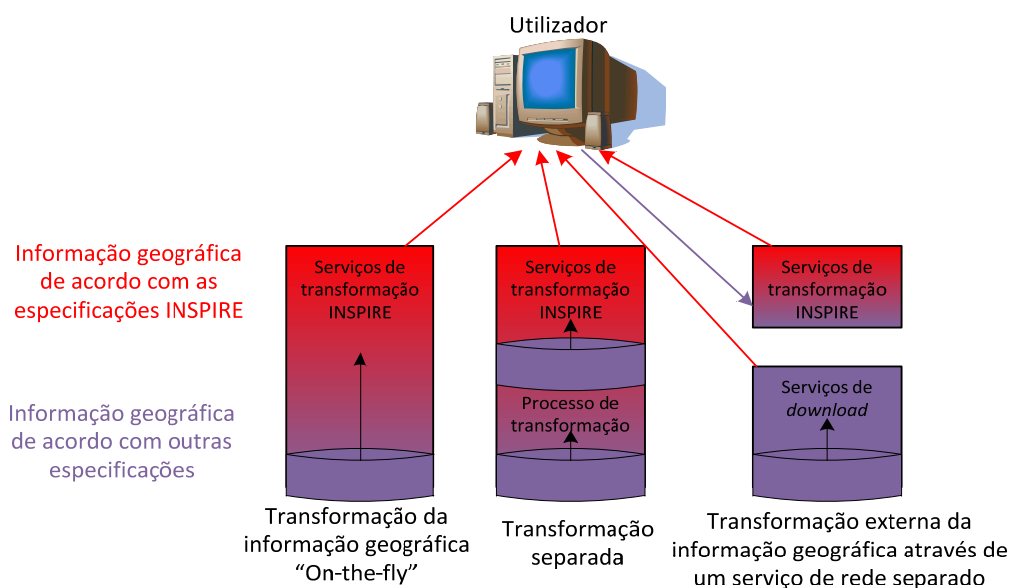 Utilizador
Informação geográfica
de acordo com as
especificações INSPIRE
Serviços de
transformação
INSPIRE
Serviços de
transformação
INSPIRE
Serviços de
transformação
INSPIRE
Informação geográfica
de acordo com outras
especificações
Processo de
transformação
Serviços de
download
Transformação da
informação geográfica
“On-the-fly”
Transformação
separada
Transformação externa da
informação geográfica através de
um serviço de rede separado